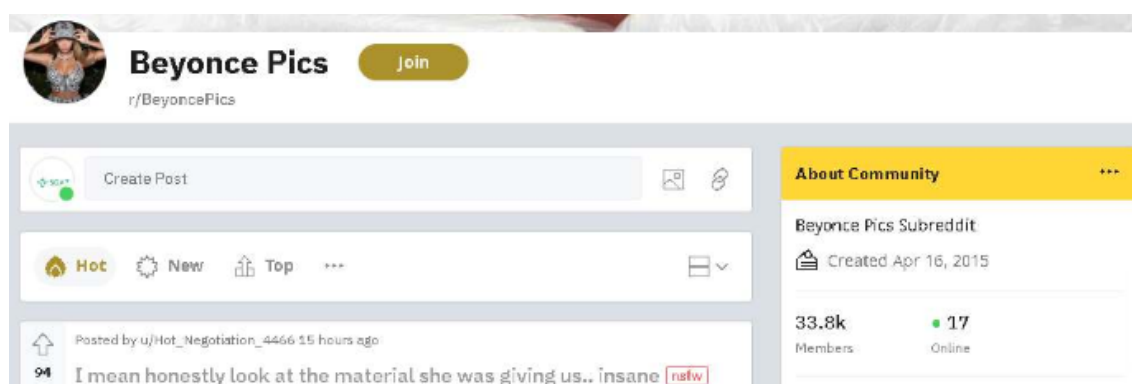 Beyonce Pics
Join
r/BeyoncePics
Create Post
Hot
New
Top
•••
Posted by u/Hot_Negotiation_4466 15 hours ago
94
I mean honestly look at the material she was giving us.. insane nsfw
About Community
•••
Beyonce Pics Subreddit
Created Apr 16, 2015
33.8k
17
Members
Online